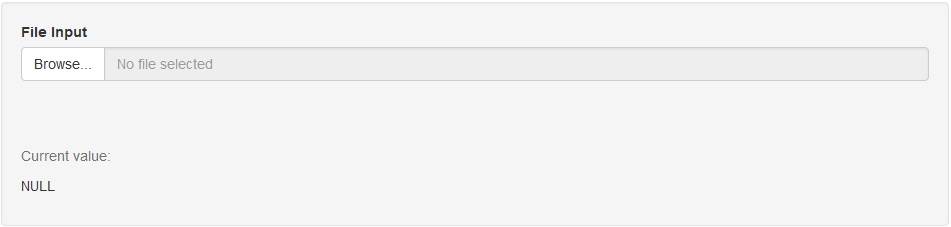 File Input
Browse... No file selected
Current value:
NULL